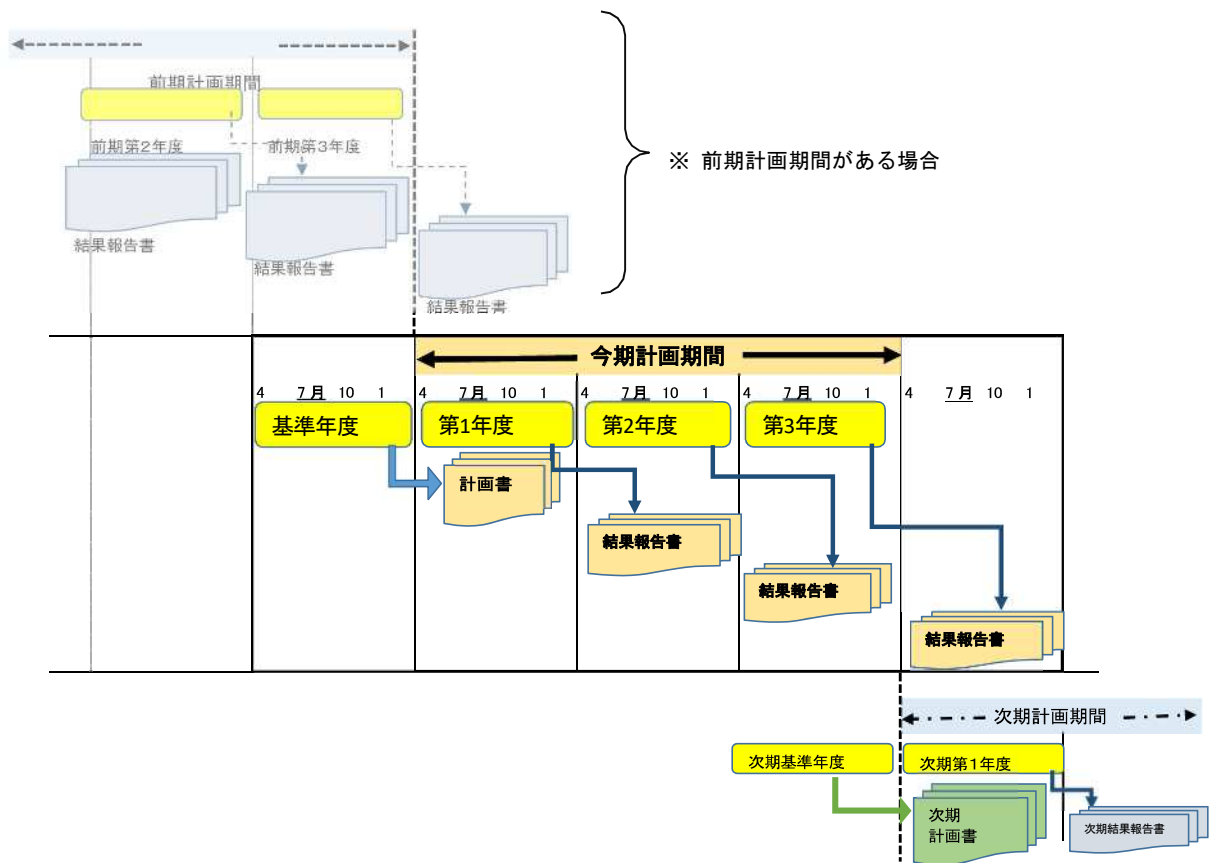 前期計画期間
前期第2年度
前期第3年度
※ 前期計画期間がある場合
結果報告書
結果報告書
結果報告書
今期計画期間
4 7月 10 1 4 7月 10 1 4 7月 10 1 4 7月 10 1 4 7月 10 1
基準年度
第1年度
第2年度
第3年度
計画書
結果報告書
結果報告書
結果報告書
次期計画期間
次期基準年度
次期第1年度
次期
計画書
次期結果報告書